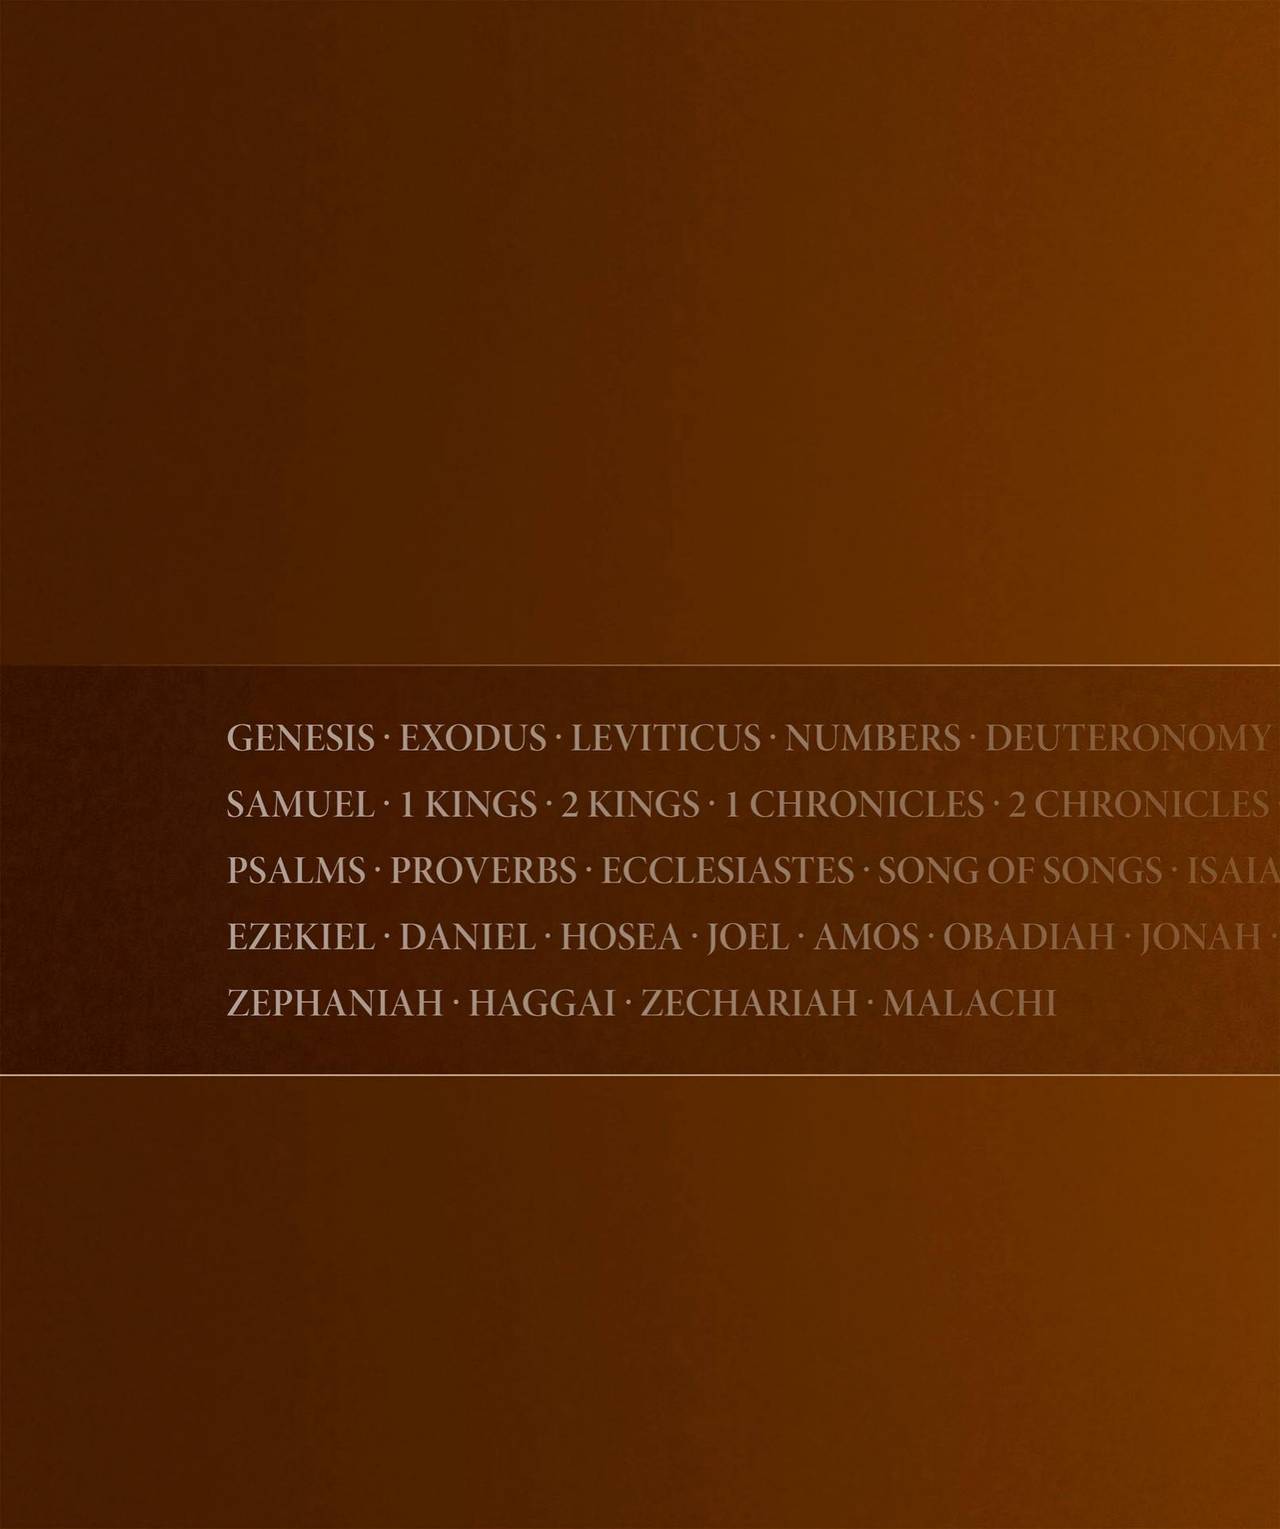 GENESIS · EXODUS · LEVITICUS · NUMBERS · DEUTERONOMY
SAMUEL · 1 KINGS · 2 KINGS · 1 CHRONICLES · 2 CHRONICLES
PSALMS · PROVERBS · ECCLESIASTES · SONG OF SONGS · ISAIA
EZEKIEL · DANIEL · HOSEA · JOEL · AMOS · OBADIAH · JONAH ·
ZEPHANIAH · HAGGAI · ZECHARIAH · MALACHI